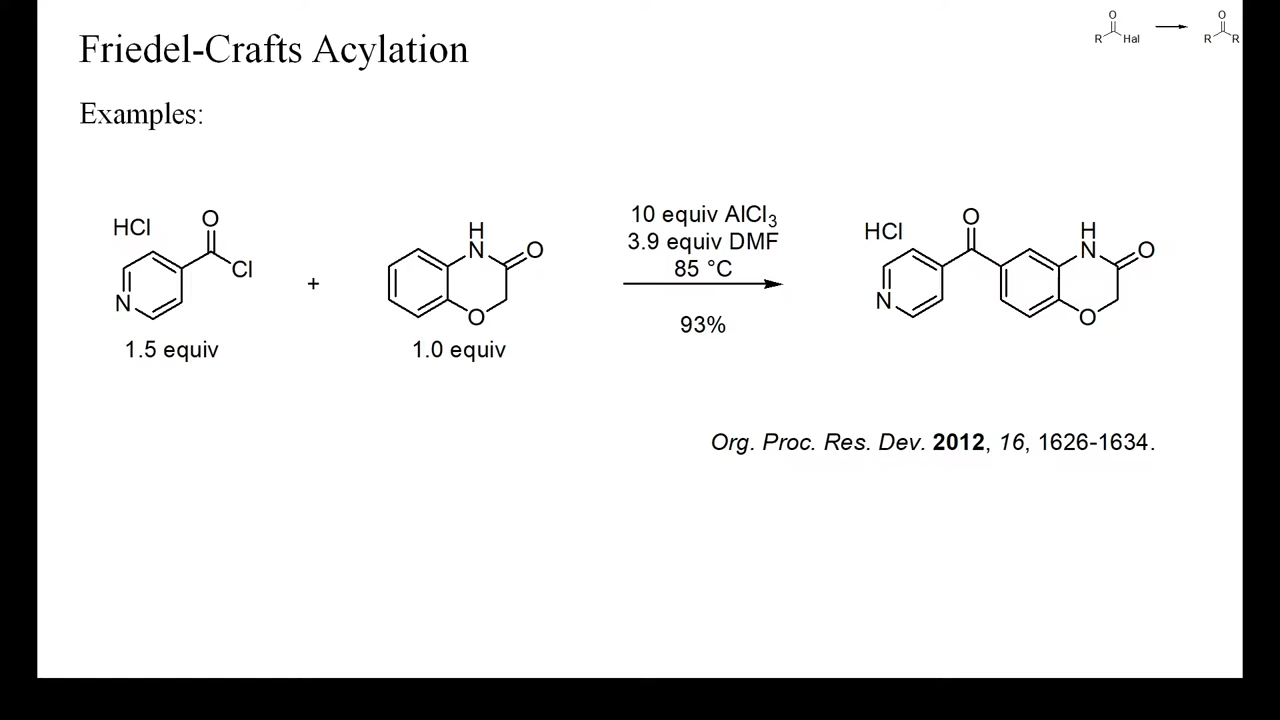 Friedel-Crafts Acylation
O
R Hal
O
R R
Examples:
HCl
O
Cl
N
1.5 equiv
+
H
N
O
O
1.0 equiv
10 equiv AlCl₃
3.9 equiv DMF
85 °C
93%
HCl
O
N
H
N
O
O
Org. Proc. Res. Dev. 2012, 16, 1626-1634.